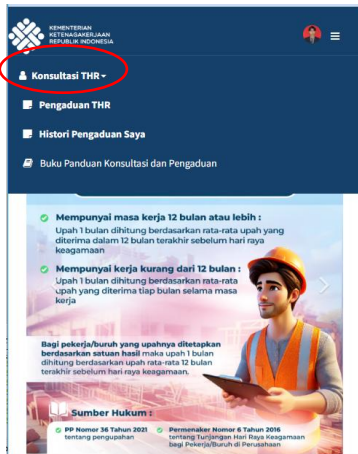 KEMENTERIAN
KETENAGAKERJAAN
REPUBLIK INDONESIA
Konsultasi THR
Pengaduan THR
Histori Pengaduan Saya
Buku Panduan Konsultasi dan Pengaduan
Mempunyai masa kerja 12 bulan atau lebih :
Upah 1 bulan dihitung berdasarkan rata-rata upah yang
diterima dalam 12 bulan terakhir sebelum hari raya
keagamaan
Mempunyai kerja kurang dari 12 bulan :
Upah 1 bulan dihitung berdasarkan rata-rata
upah yang diterima tiap bulan selama masa
kerja
Bagi pekerja/buruh yang upahnya ditetapkan
berdasarkan satuan hasil maka upah 1 bulan
dihitung berdasarkan upah rata-rata 12 bulan
terakhir sebelum hari raya keagamaan.
Sumber Hukum :
PP Nomor 36 Tahun 2021
tentang pengupahan
Permenaker Nomor 6 Tahun 2016
tentang Tunjangan Hari Raya Keagamaan
bagi Pekerja/Buruh di Perusahaan